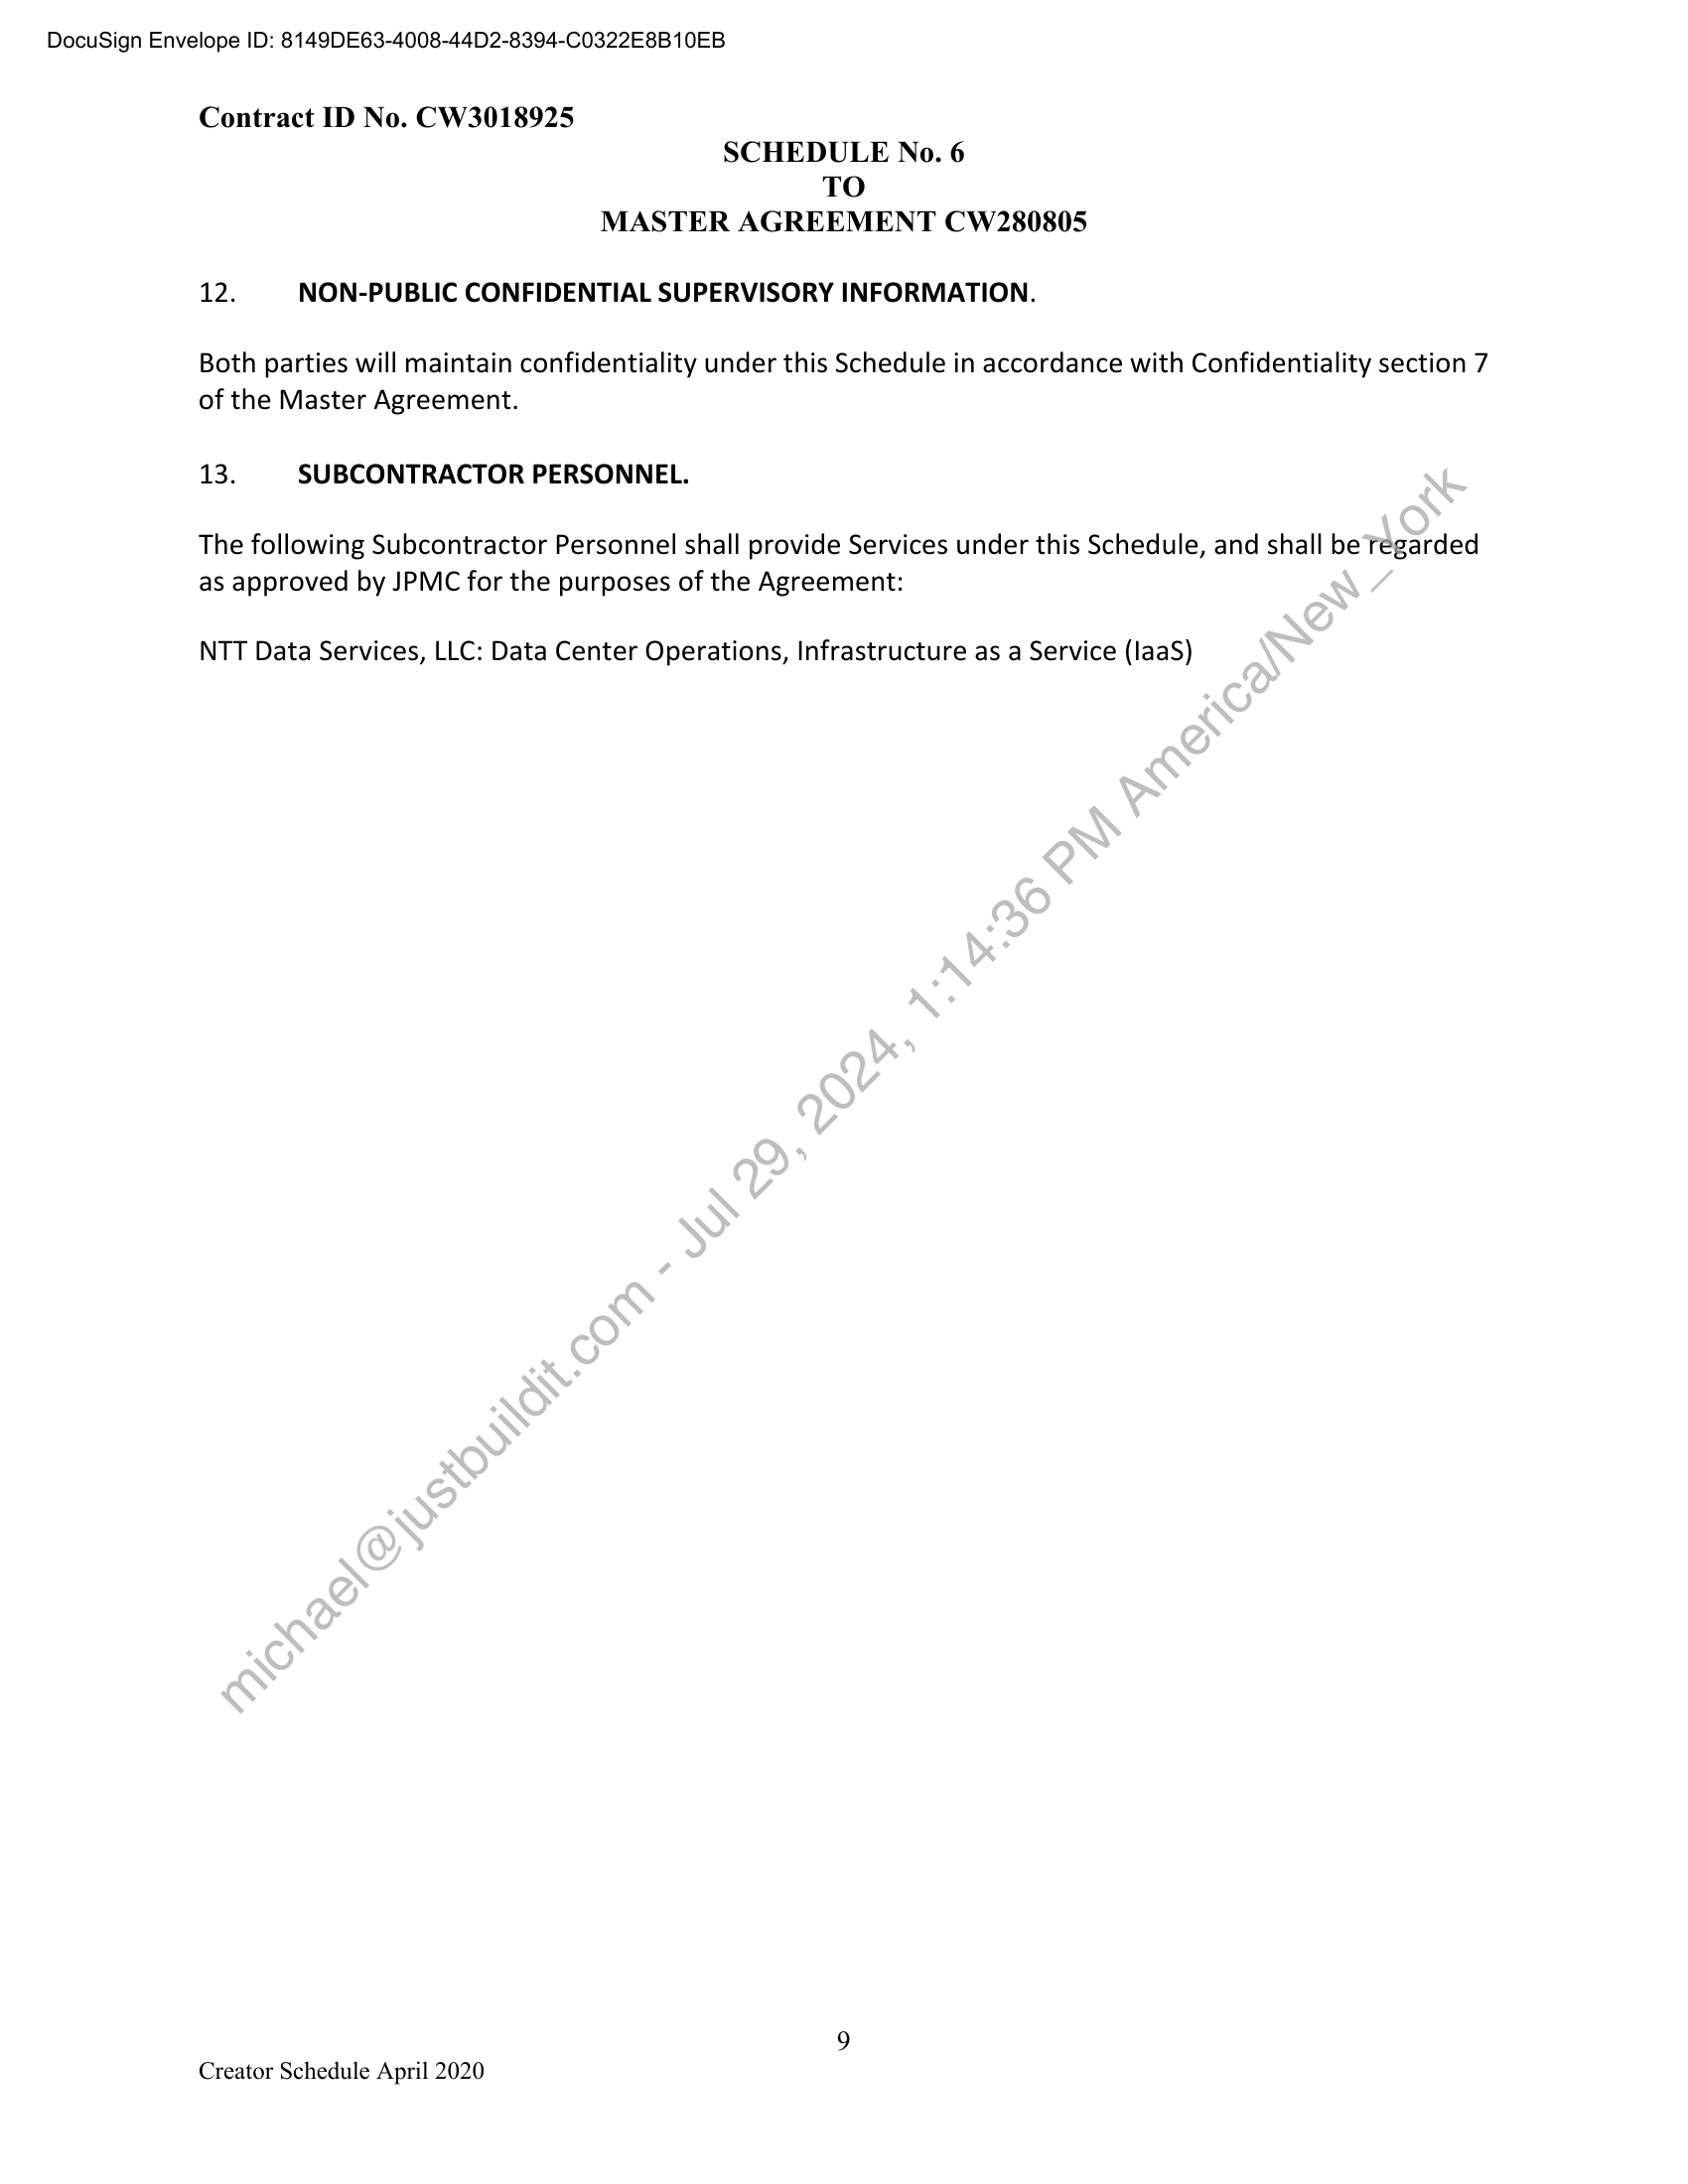 DocuSign Envelope ID: 8149DE63-4008-44D2-8394-C0322E8B10EB
Contract ID No. CW3018925
SCHEDULE No. 6
TO
MASTER AGREEMENT CW280805
12. NON-PUBLIC CONFIDENTIAL SUPERVISORY INFORMATION.
Both parties will maintain confidentiality under this Schedule in accordance with Confidentiality section 7
of the Master Agreement.
13. SUBCONTRACTOR PERSONNEL.
The following Subcontractor Personnel shall provide Services under this Schedule, and shall be regarded
as approved by JPMC for the purposes of the Agreement:
NTT Data Services, LLC: Data Center Operations, Infrastructure as a Service (IaaS)
michael@justbuildit.com - Jul 29, 2024, 1:14:36 PM America/New_York
9
Creator Schedule April 2020